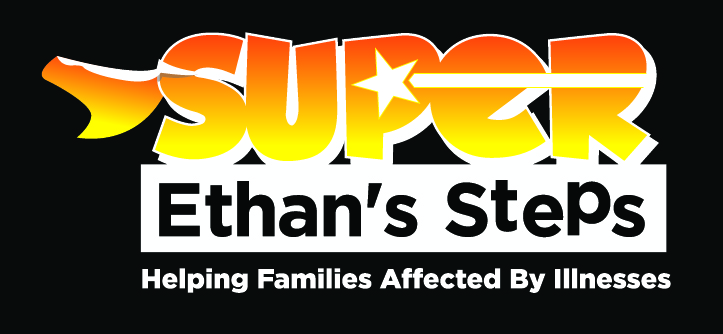 SUPER
Ethan's Steps
Helping Families Affected By Illnesses